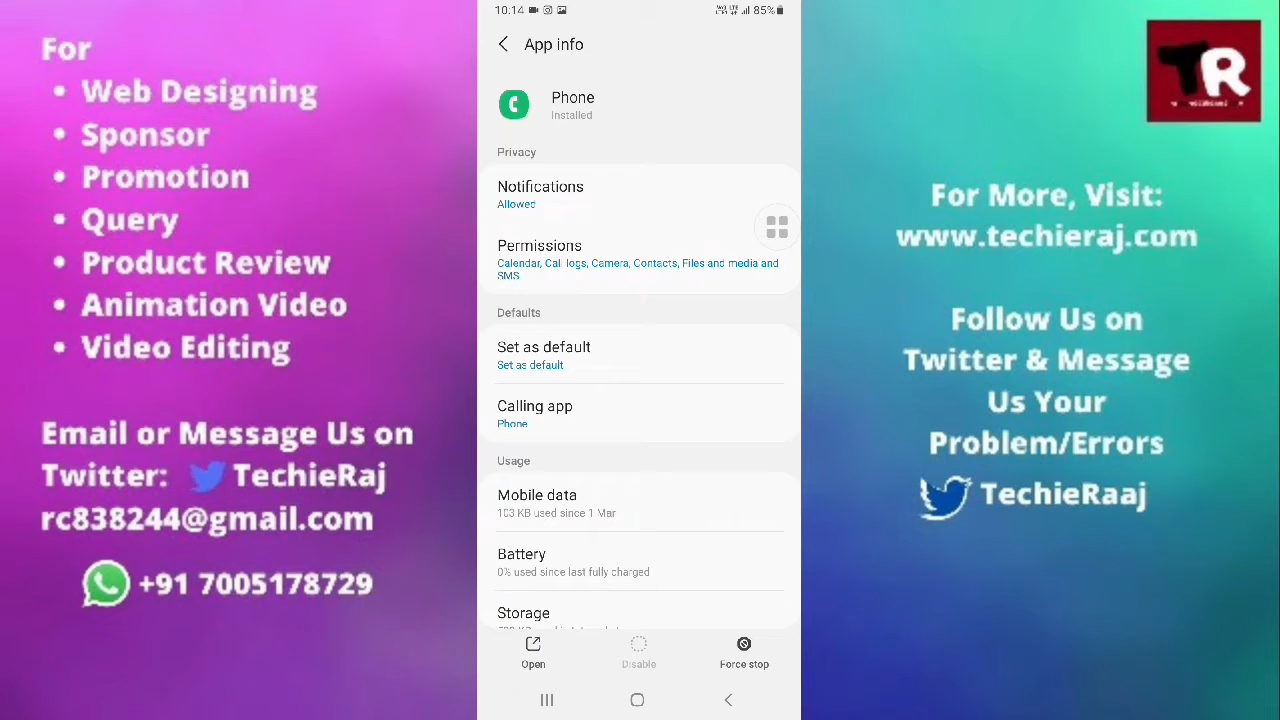 For
• Web Designing
• Sponsor
• Promotion
• Query
• Product Review
• Animation Video
• Video Editing
Email or Message Us on
Twitter: TechieRaj
rc838244@gmail.com
+91 7005178729
10:14
85%
App info
Phone
Installed
Privacy
Notifications
Allowed
Permissions
Calendar, Call logs, Camera, Contacts, Files and media and
SMS
Defaults
Set as default
Set as default
Calling app
Phone
Usage
Mobile data
103 KB used since 1 Mar
Battery
0% used since last fully charged
Storage
Open
Disable
Force stop
TR
For More, Visit:
www.techieraj.com
Follow Us on
Twitter & Message
Us Your
Problem/Errors
TechieRaaj